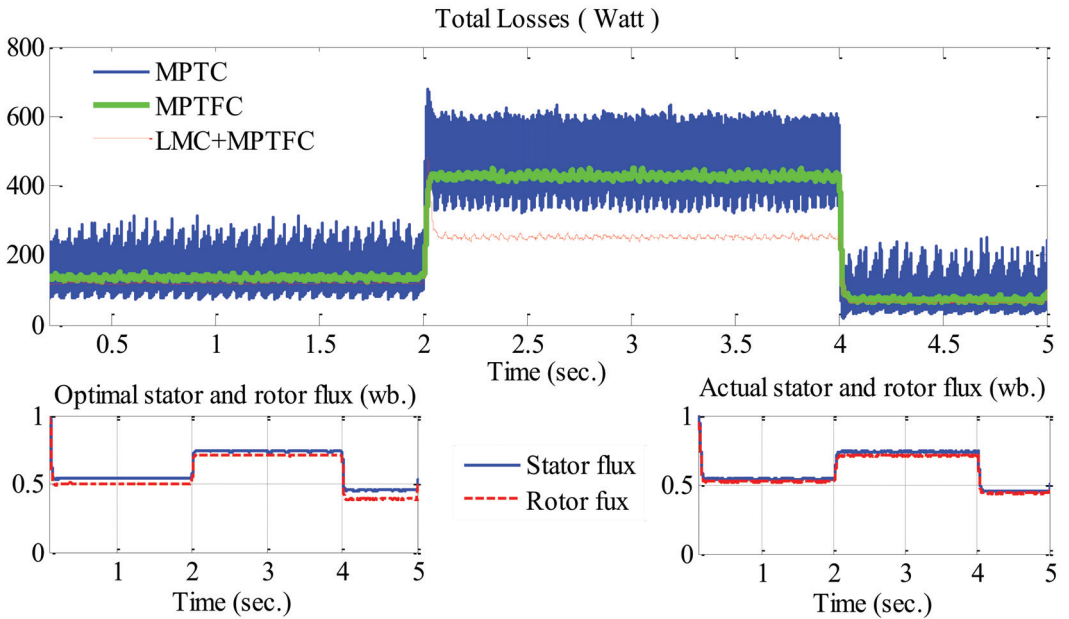 Total Losses ( Watt )
800
600
400
200
0
MPTC
MPTFC
LMC+MPTFC
0.5 1 1.5 2 2.5 3 3.5 4 4.5 5
Time (sec.)
Optimal stator and rotor flux (wb.)
1
0.5
0
1 2 3 4 5
Time (sec.)
Stator flux
Rotor fux
Actual stator and rotor flux (wb.)
1
0.5
0
1 2 3 4 5
Time (sec.)